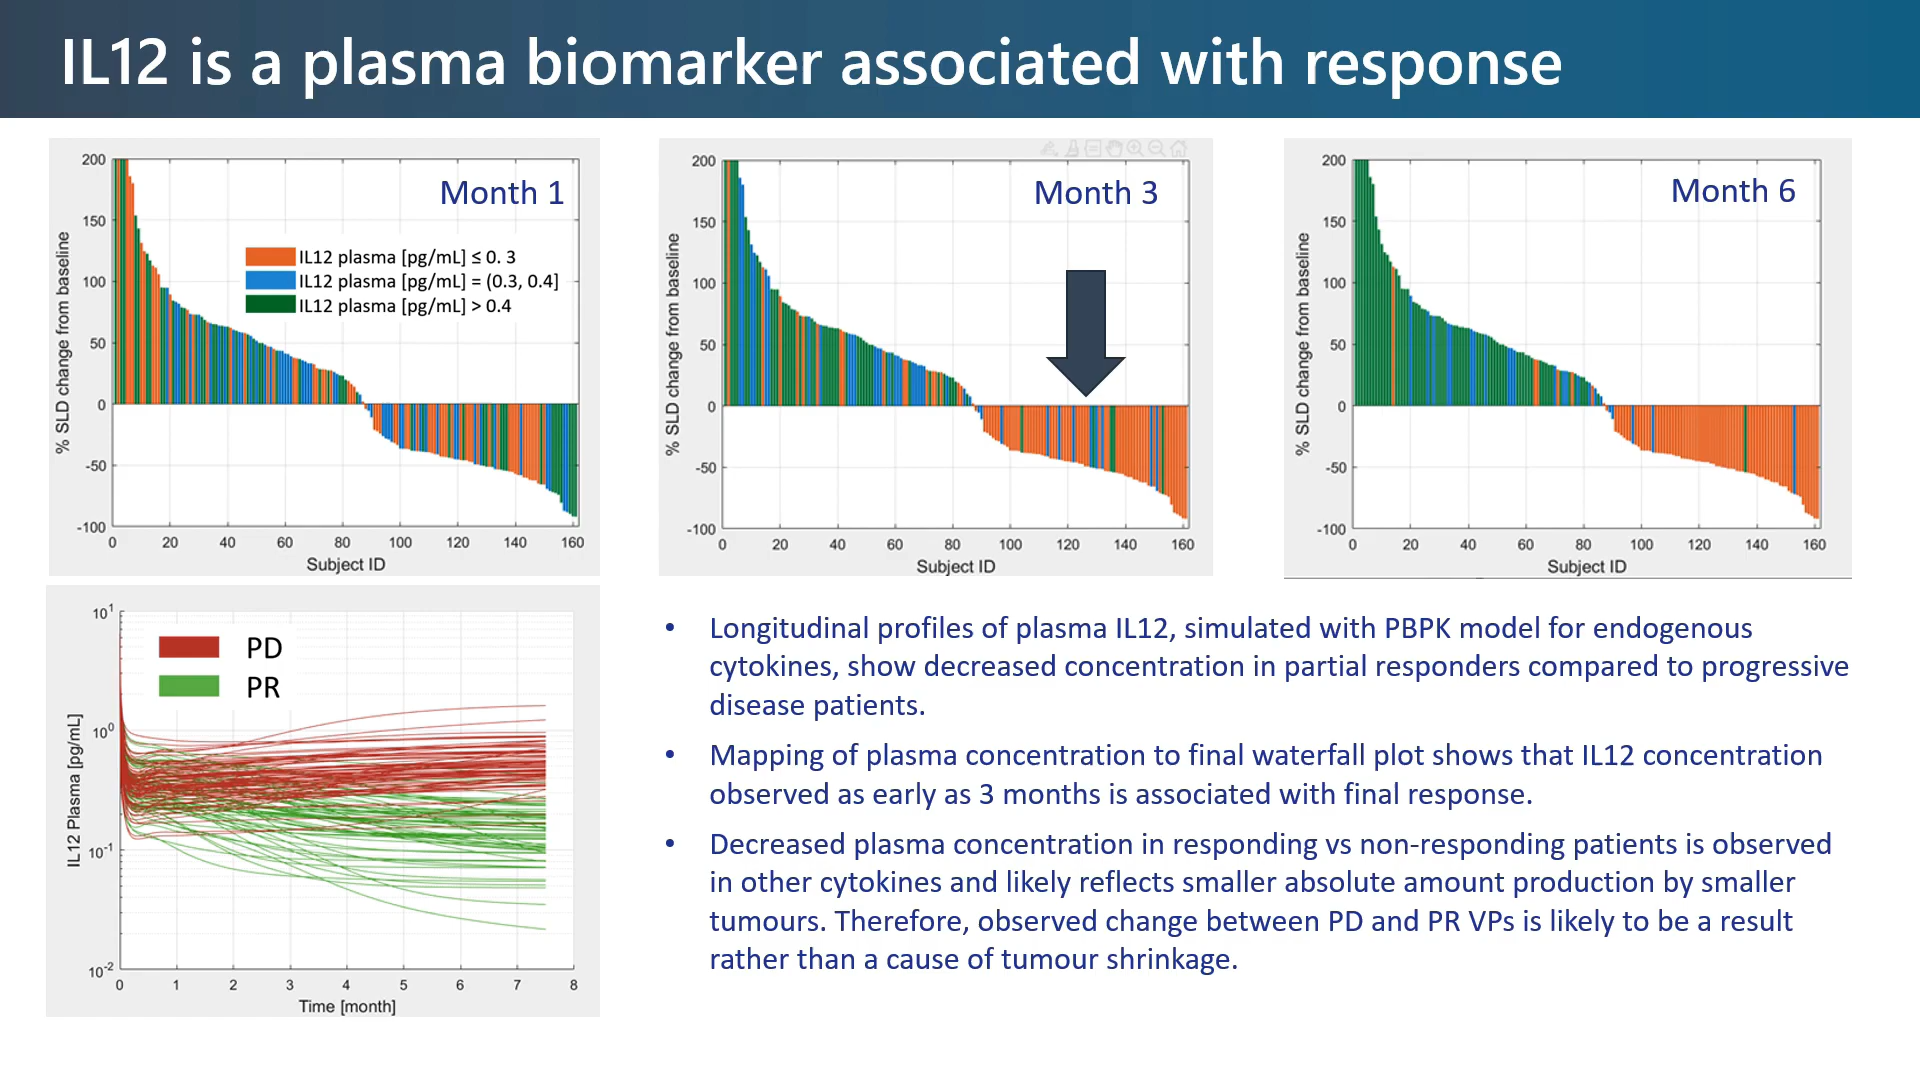 IL12 is a plasma biomarker associated with response
Month 1
IL12 plasma [pg/mL] ≤ 0. 3
IL12 plasma [pg/mL] = (0.3, 0.4]
IL12 plasma [pg/mL] > 0.4
200
150
100
50
0
-50
-100
% SLD change from baseline
0 20 40 60 80 100 120 140 160
Subject ID
Month 3
200
150
100
50
0
-50
-100
% SLD change from baseline
0 20 40 60 80 100 120 140 160
Subject ID
Month 6
200
150
100
50
0
-50
-100
% SLD change from baseline
0 20 40 60 80 100 120 140 160
Subject ID
PD
PR
10¹
10⁰
10⁻¹
10⁻²
IL12 Plasma [pg/mL]
0 1 2 3 4 5 6 7 8
Time [month]
• Longitudinal profiles of plasma IL12, simulated with PBPK model for endogenous
cytokines, show decreased concentration in partial responders compared to progressive
disease patients.
• Mapping of plasma concentration to final waterfall plot shows that IL12 concentration
observed as early as 3 months is associated with final response.
• Decreased plasma concentration in responding vs non-responding patients is observed
in other cytokines and likely reflects smaller absolute amount production by smaller
tumours. Therefore, observed change between PD and PR VPs is likely to be a result
rather than a cause of tumour shrinkage.